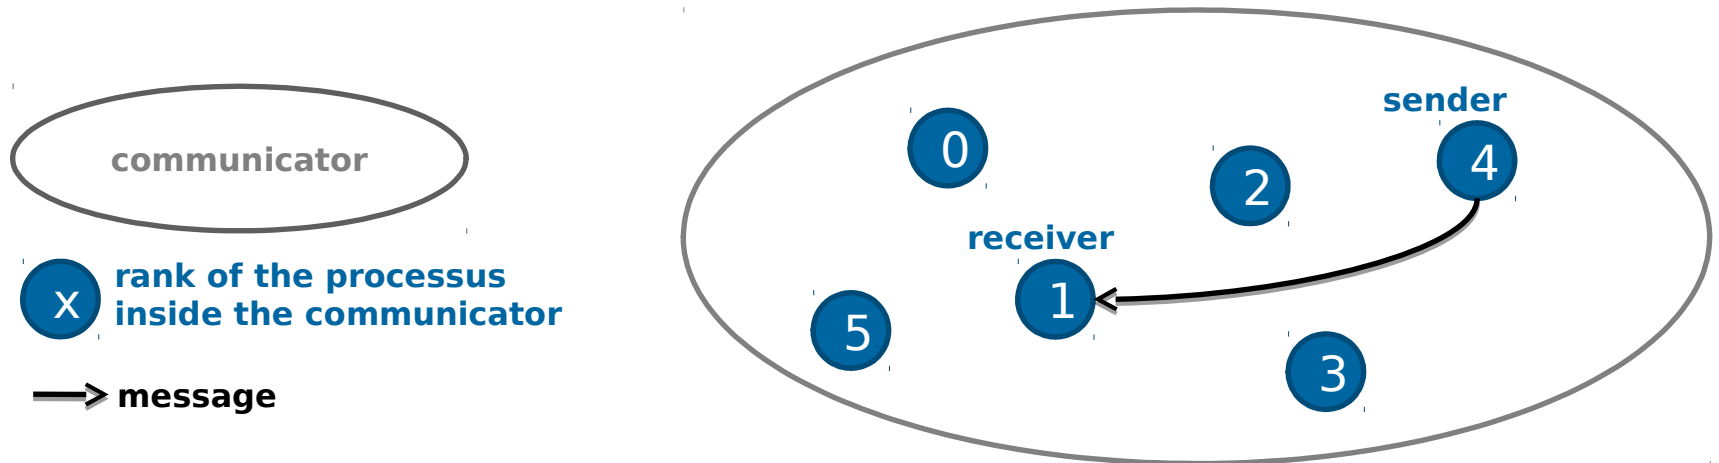 communicator
x
rank of the processus
inside the communicator
message
sender
0
2
4
receiver
1
5
3